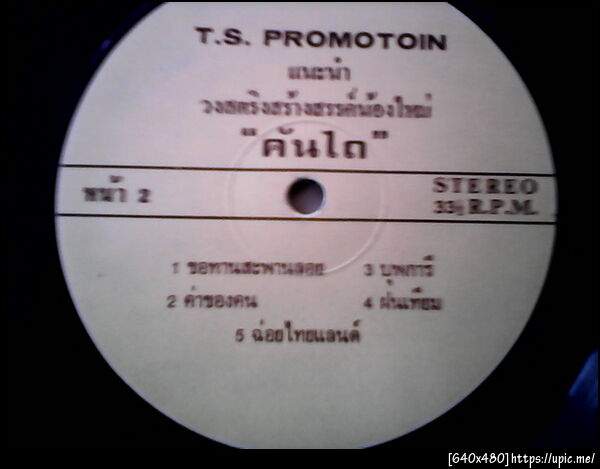 T.S. PROMOTOIN
แนะนำ
วงสตริงสร้างสรรค์น้องใหม่
"คันไถ"
หน้า 2
STEREO
33⅓ R.P.M.
1 ขอทานสะพานลอย
3 บุพการี
2 ค่าของคน
4 ฝนเทียม
5 ฉ่อยไทยแลนด์
[640x480]https://upic.me/